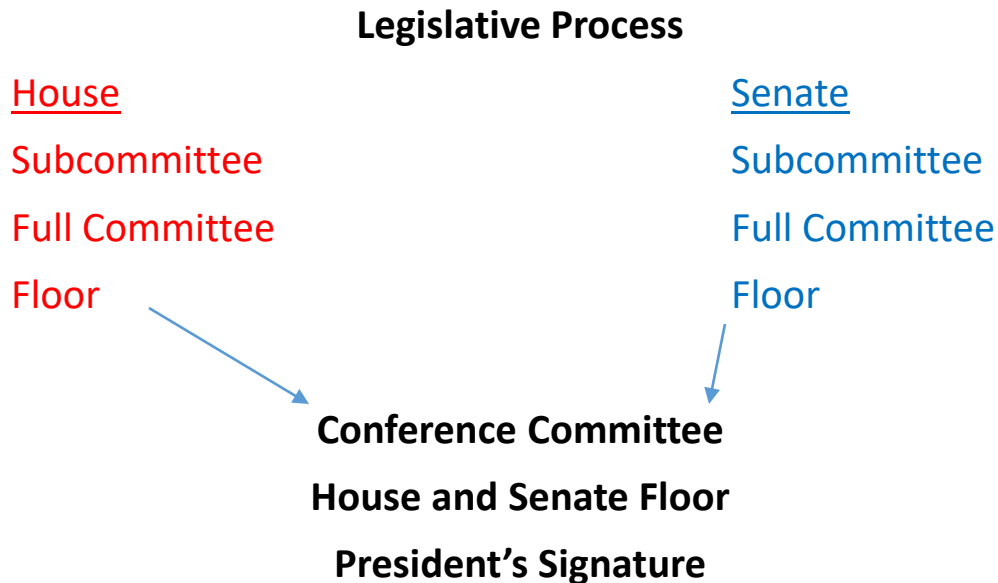 Legislative Process
House
Subcommittee
Full Committee
Floor
Senate
Subcommittee
Full Committee
Floor
Conference Committee
House and Senate Floor
President’s Signature